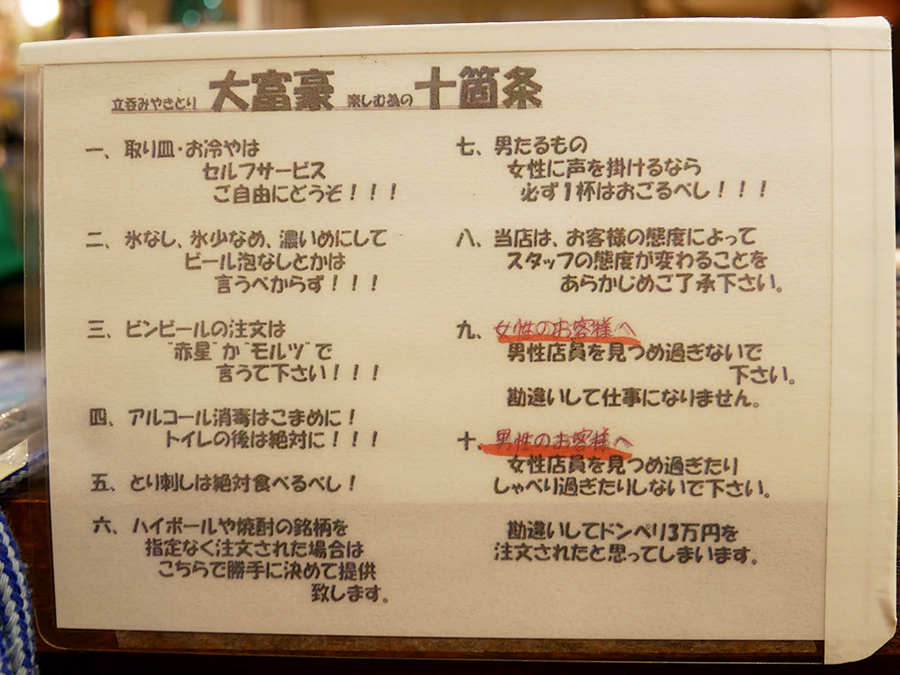 立呑みやきとり 大富豪 楽しむ為の 十箇条
一、取り皿・お冷やは
セルフサービス
ご自由にどうぞ！！！
二、氷なし、氷少なめ、濃いめにして
ビール泡なしとかは
言うべからず！！！
三、ビンビールの注文は
"赤星"か"モルツ"で
言うて下さい！！！
四、アルコール消毒はこまめに！
トイレの後は絶対に！！！
五、とり刺しは絶対食べるべし！
六、ハイボールや焼酎の銘柄を
指定なく注文された場合は
こちらで勝手に決めて提供
致します。
七、男たるもの
女性に声を掛けるなら
必ず1杯はおごるべし！！！
八、当店は、お客様の態度によって
スタッフの態度が変わることを
あらかじめご了承下さい。
九、女性のお客様へ
男性店員を見つめ過ぎないで
下さい。
勘違いして仕事になりません。
十、男性のお客様へ
女性店員を見つめ過ぎたり
しゃべり過ぎたりしないで下さい。
勘違いしてドンペリ3万円を
注文されたと思ってしまいます。